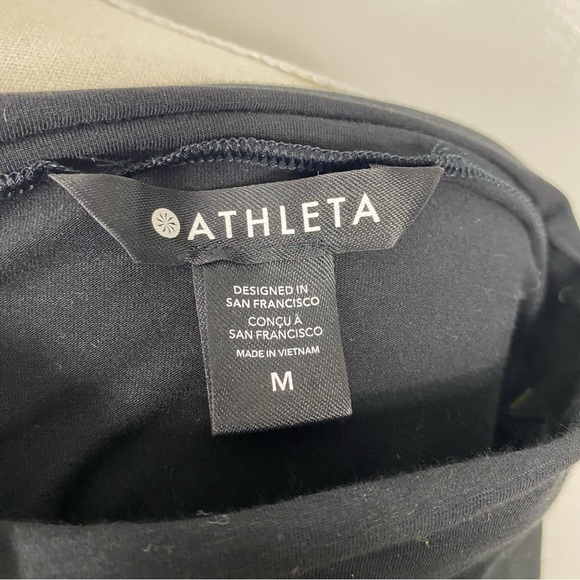 ATHLETA
DESIGNED IN
SAN FRANCISCO
CONÇU À
SAN FRANCISCO
MADE IN VIETNAM
M